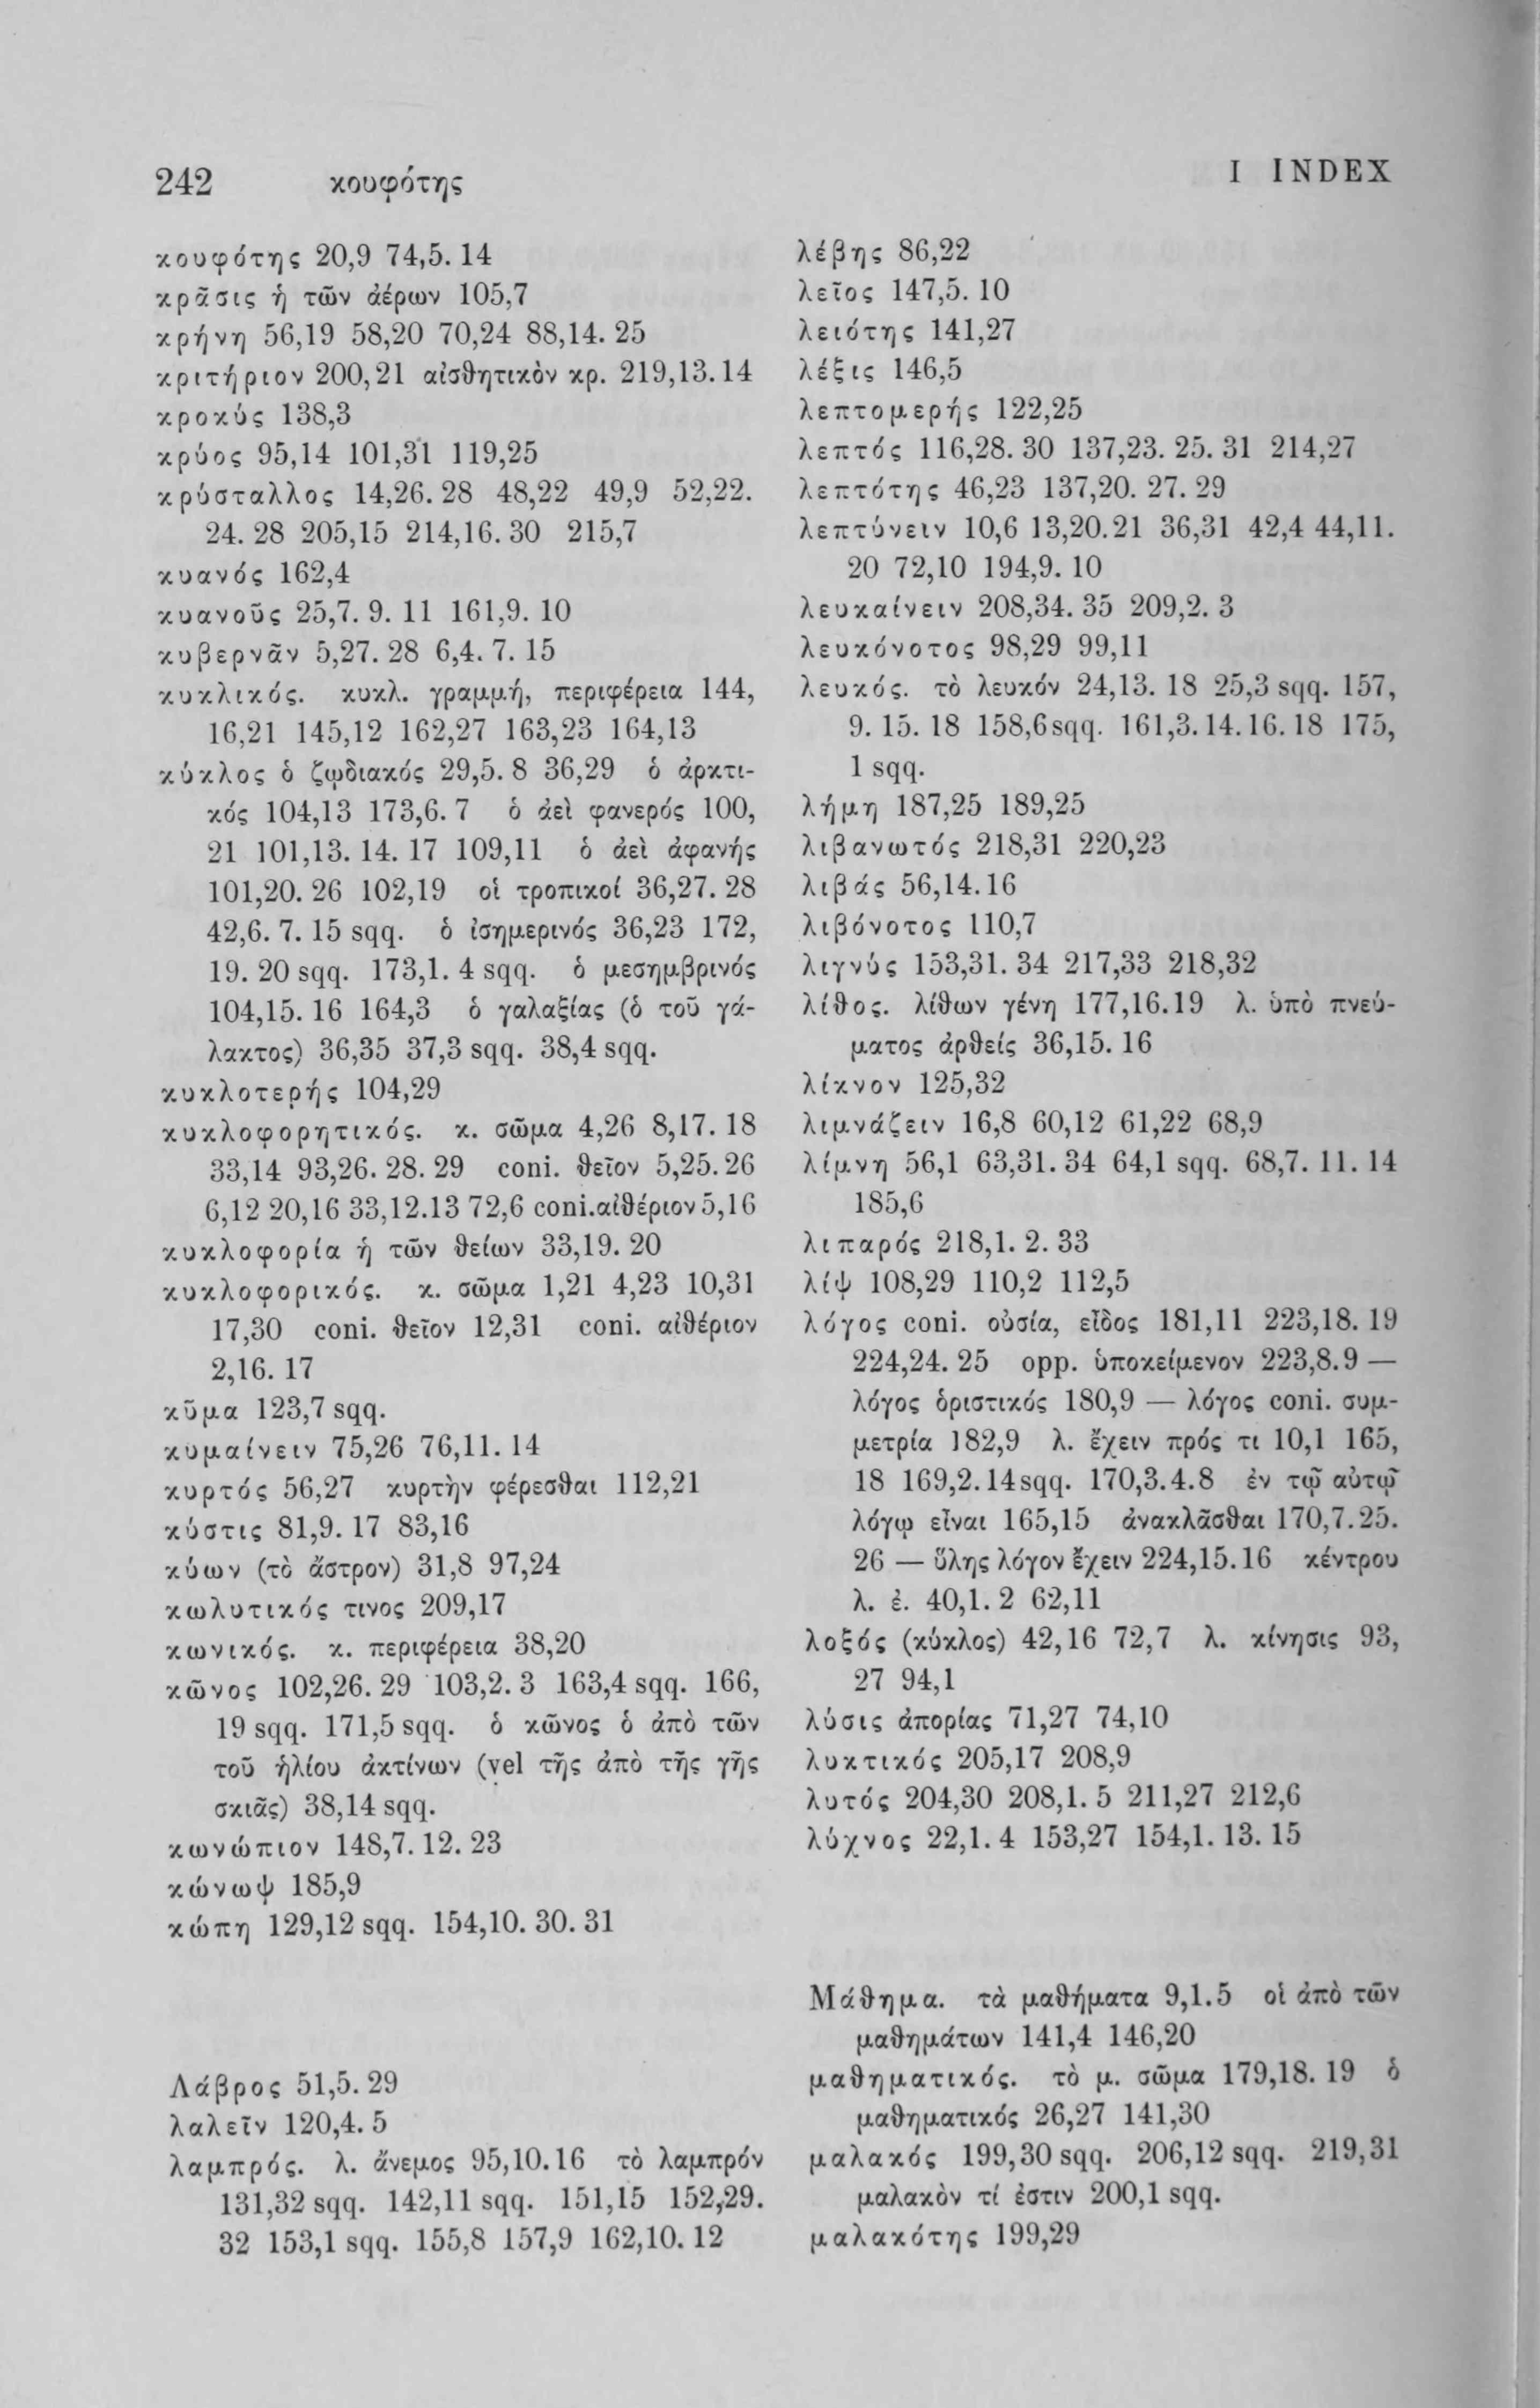 242 κουφότης
I INDEX
κουφότης 20,9 74,5. 14
κρᾶσις ἡ τῶν ἀέρων 105,7
κρήνη 56,19 58,20 70,24 88,14. 25
κριτήριον 200,21 αἰσθητικὸν κρ. 219,13.14
κροκύς 138,3
κρύος 95,14 101,31 119,25
κρύσταλλος 14,26. 28 48,22 49,9 52,22.
24. 28 205,15 214,16. 30 215,7
κυανός 162,4
κυανοῦς 25,7. 9. 11 161,9. 10
κυβερνᾶν 5,27. 28 6,4. 7. 15
κυκλικός. κυκλ. γραμμή, περιφέρεια 144,
16,21 145,12 162,27 163,23 164,13
κύκλος ὁ ζῳδιακός 29,5. 8 36,29 ὁ ἀρκτι-
κός 104,13 173,6. 7 ὁ ἀεὶ φανερός 100,
21 101,13. 14. 17 109,11 ὁ ἀεὶ ἀφανής
101,20. 26 102,19 οἱ τροπικοί 36,27. 28
42,6. 7. 15 sqq. ὁ ἰσημερινός 36,23 172,
19. 20 sqq. 173,1. 4 sqq. ὁ μεσημβρινός
104,15. 16 164,3 ὁ γαλαξίας (ὁ τοῦ γά-
λακτος) 36,35 37,3 sqq. 38,4 sqq.
κυκλοτερής 104,29
κυκλοφορητικός. κ. σῶμα 4,26 8,17. 18
33,14 93,26. 28. 29 coni. θεῖον 5,25. 26
6,12 20,16 33,12.13 72,6 coni. αἰθέριον 5,16
κυκλοφορία ἡ τῶν θείων 33,19. 20
κυκλοφορικός. κ. σῶμα 1,21 4,23 10,31
17,30 coni. θεῖον 12,31 coni. αἰθέριον
2,16. 17
κῦμα 123,7 sqq.
κυμαίνειν 75,26 76,11. 14
κυρτός 56,27 κυρτὴν φέρεσθαι 112,21
κύστις 81,9. 17 83,16
κύων (τὸ ἄστρον) 31,8 97,24
κωλυτικός τινος 209,17
κωνικός. κ. περιφέρεια 38,20
κῶνος 102,26. 29 103,2. 3 163,4 sqq. 166,
19 sqq. 171,5 sqq. ὁ κῶνος ὁ ἀπὸ τῶν
τοῦ ἡλίου ἀκτίνων (vel τῆς ἀπὸ τῆς γῆς
σκιᾶς) 38,14 sqq.
κωνώπιον 148,7. 12. 23
κώνωψ 185,9
κώπη 129,12 sqq. 154,10. 30. 31
Λάβρος 51,5. 29
λαλεῖν 120,4. 5
λαμπρός. λ. ἄνεμος 95,10. 16 τὸ λαμπρόν
131,32 sqq. 142,11 sqq. 151,15 152,29.
32 153,1 sqq. 155,8 157,9 162,10. 12
λέβης 86,22
λεῖος 147,5. 10
λειότης 141,27
λέξις 146,5
λεπτομερής 122,25
λεπτός 116,28. 30 137,23. 25. 31 214,27
λεπτότης 46,23 137,20. 27. 29
λεπτύνειν 10,6 13,20.21 36,31 42,4 44,11.
20 72,10 194,9. 10
λευκαίνειν 208,34. 35 209,2. 3
λευκόνοτος 98,29 99,11
λευκός. τὸ λευκόν 24,13. 18 25,3 sqq. 157,
9. 15. 18 158,6 sqq. 161,3. 14. 16. 18 175,
1 sqq.
λήμη 187,25 189,25
λιβανωτός 218,31 220,23
λιβάς 56,14. 16
λιβόνοτος 110,7
λιγνύς 153,31. 34 217,33 218,32
λίθος. λίθων γένη 177,16. 19 λ. ὑπὸ πνεύ-
ματος ἀρθείς 36,15. 16
λίκνον 125,32
λιμνάζειν 16,8 60,12 61,22 68,9
λίμνη 56,1 63,31. 34 64,1 sqq. 68,7. 11. 14
185,6
λιπαρός 218,1. 2. 33
λίψ 108,29 110,2 112,5
λόγος coni. οὐσία, εἶδος 181,11 223,18. 19
224,24. 25 opp. ὑποκείμενον 223,8. 9 —
λόγος ὁριστικός 180,9 — λόγος coni. συμ-
μετρία 182,9 λ. ἔχειν πρός τι 10,1 165,
18 169,2. 14 sqq. 170,3. 4. 8 ἐν τῷ αὐτῷ
λόγῳ εἶναι 165,15 ἀνακλᾶσθαι 170,7. 25.
26 — ὕλης λόγον ἔχειν 224,15. 16 κέντρου
λ. ἐ. 40,1. 2 62,11
λοξός (κύκλος) 42,16 72,7 λ. κίνησις 93,
27 94,1
λύσις ἀπορίας 71,27 74,10
λυκτικός 205,17 208,9
λυτός 204,30 208,1. 5 211,27 212,6
λύχνος 22,1. 4 153,27 154,1. 13. 15
Μάθημα. τὰ μαθήματα 9,1. 5 οἱ ἀπὸ τῶν
μαθημάτων 141,4 146,20
μαθηματικός. τὸ μ. σῶμα 179,18. 19 ὁ
μαθηματικός 26,27 141,30
μαλακός 199,30 sqq. 206,12 sqq. 219,31
μαλακὸν τί ἐστιν 200,1 sqq.
μαλακότης 199,29